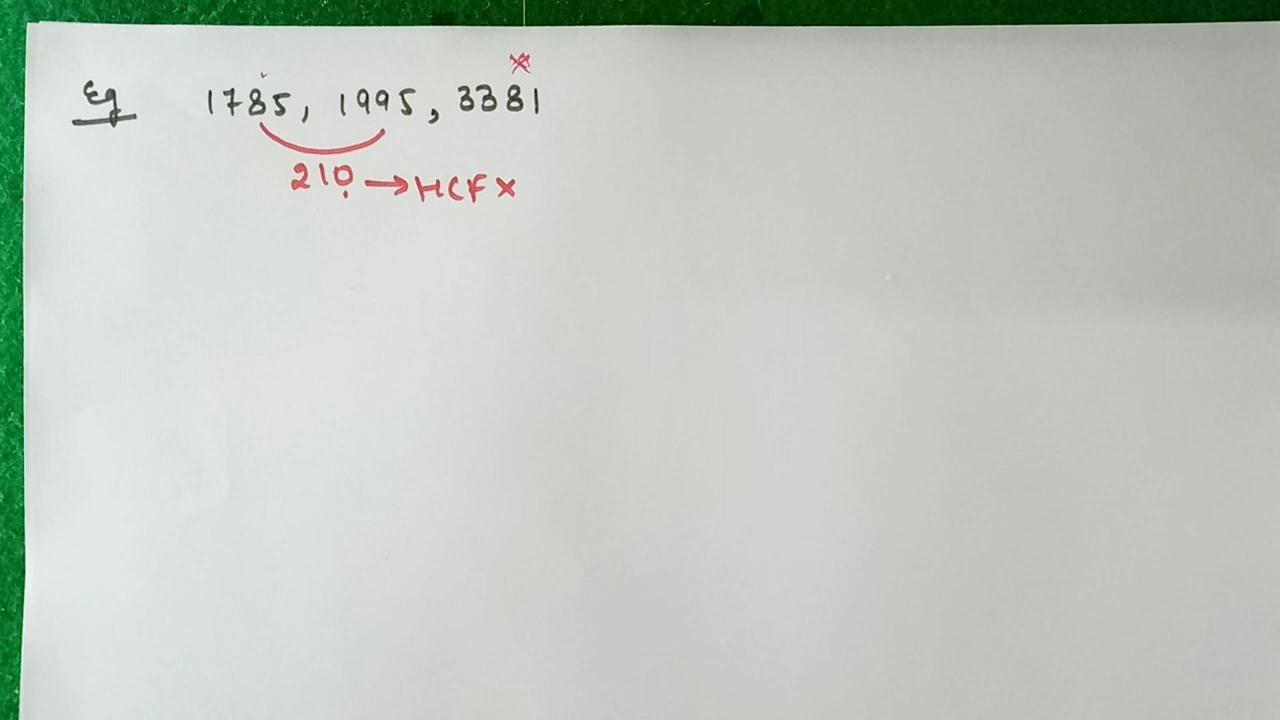 Eg 1785, 1995, 3381
210 → HCF ×